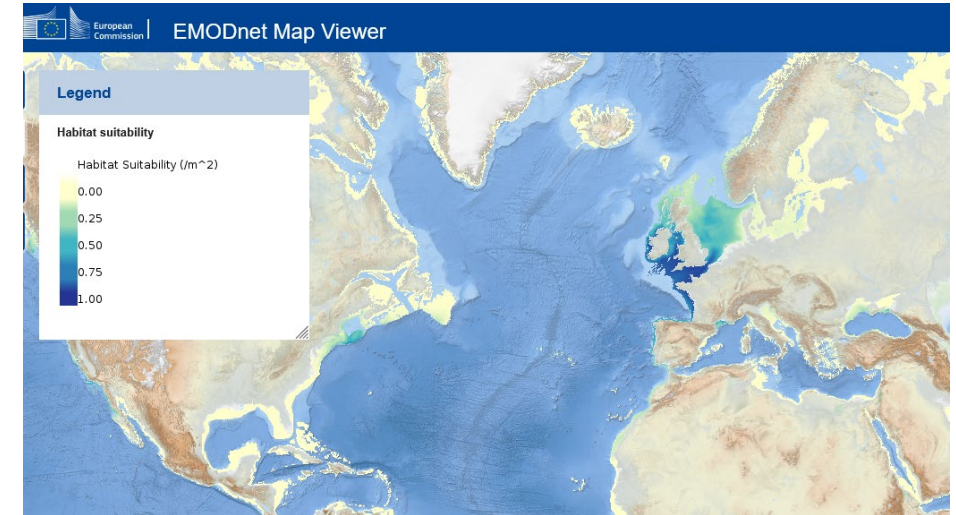 European
Commission
EMODnet Map Viewer
Legend
Habitat suitability
Habitat Suitability (/m^2)
0.00
0.25
0.50
0.75
1.00